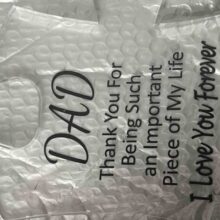 DAD
Thank You For
Being Such
an Important
Piece of My Life
I Love You Forever